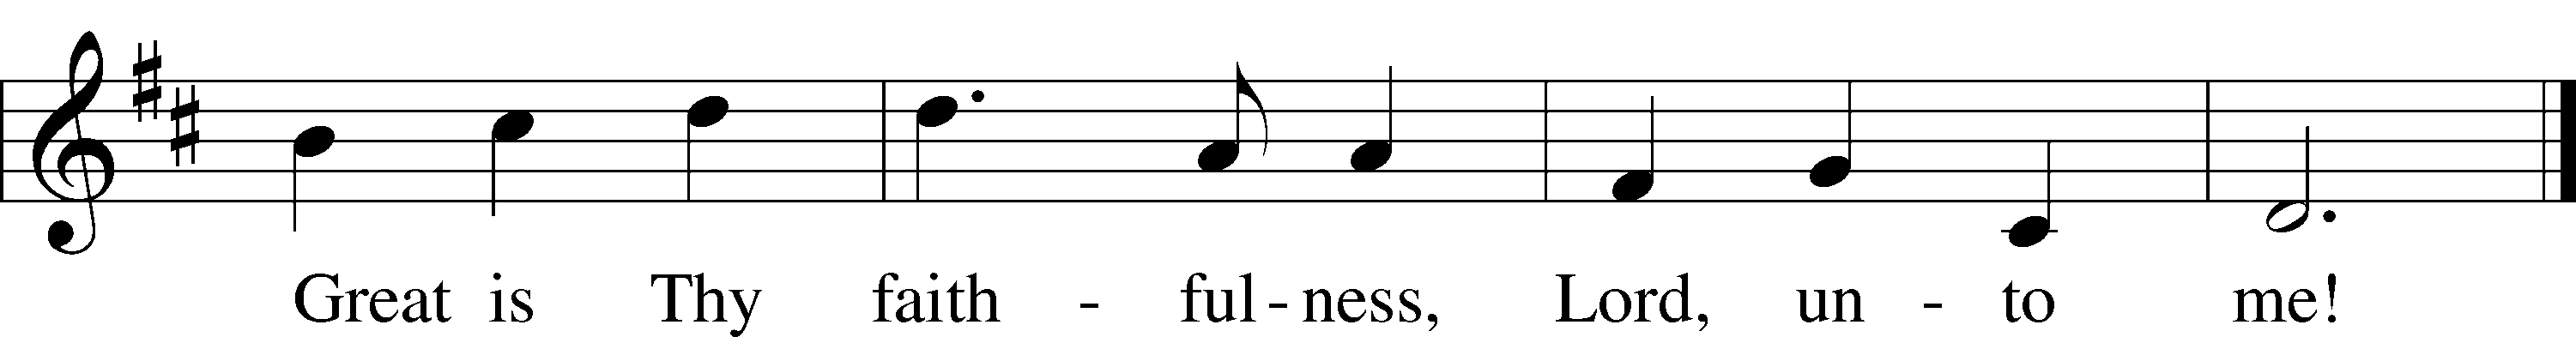 Great is Thy faith - ful - ness, Lord, un - to me!